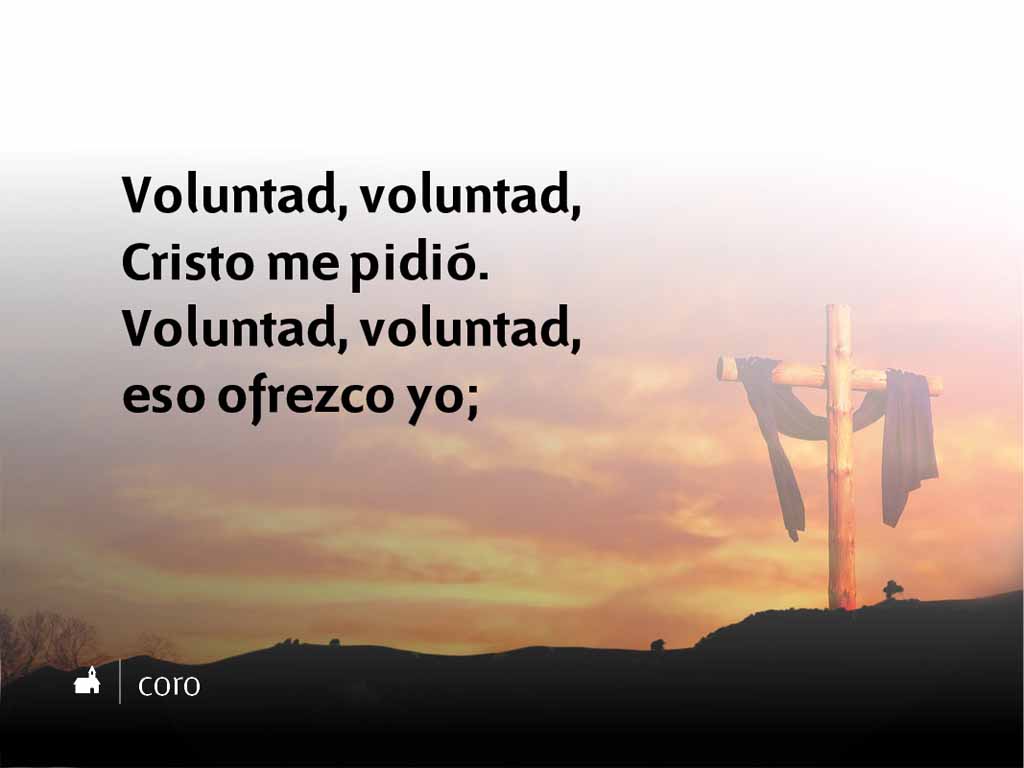 Voluntad, voluntad,
Cristo me pidió.
Voluntad, voluntad,
eso ofrezco yo;
coro